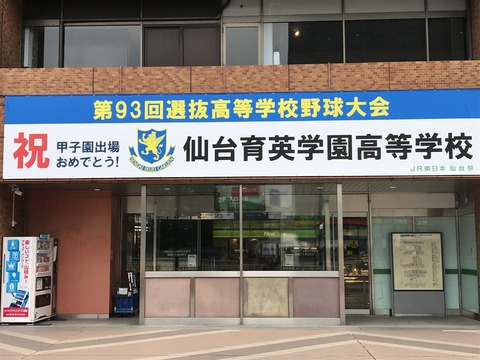 第93回選抜高等学校野球大会
祝
甲子園出場
おめでとう!
仙台育英学園高等学校
JR東日本 仙台駅